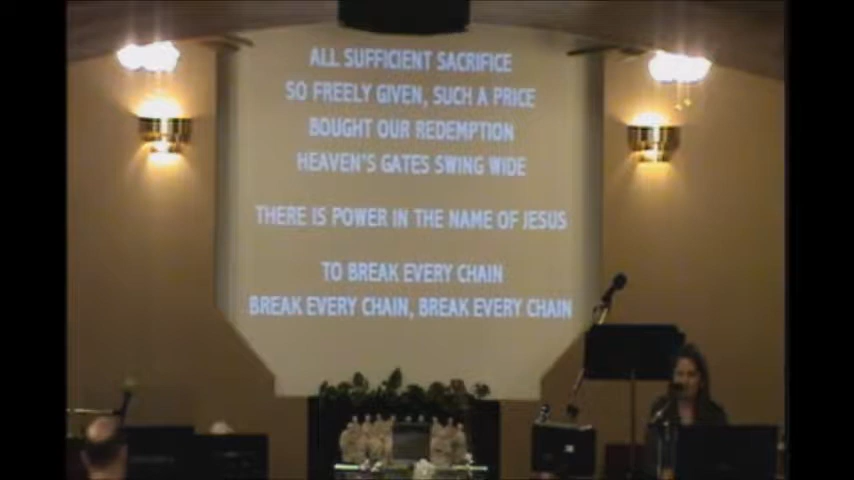 ALL SUFFICIENT SACRIFICE
SO FREELY GIVEN, SUCH A PRICE
BOUGHT OUR REDEMPTION
HEAVEN'S GATES SWING WIDE
THERE IS POWER IN THE NAME OF JESUS
TO BREAK EVERY CHAIN
BREAK EVERY CHAIN, BREAK EVERY CHAIN